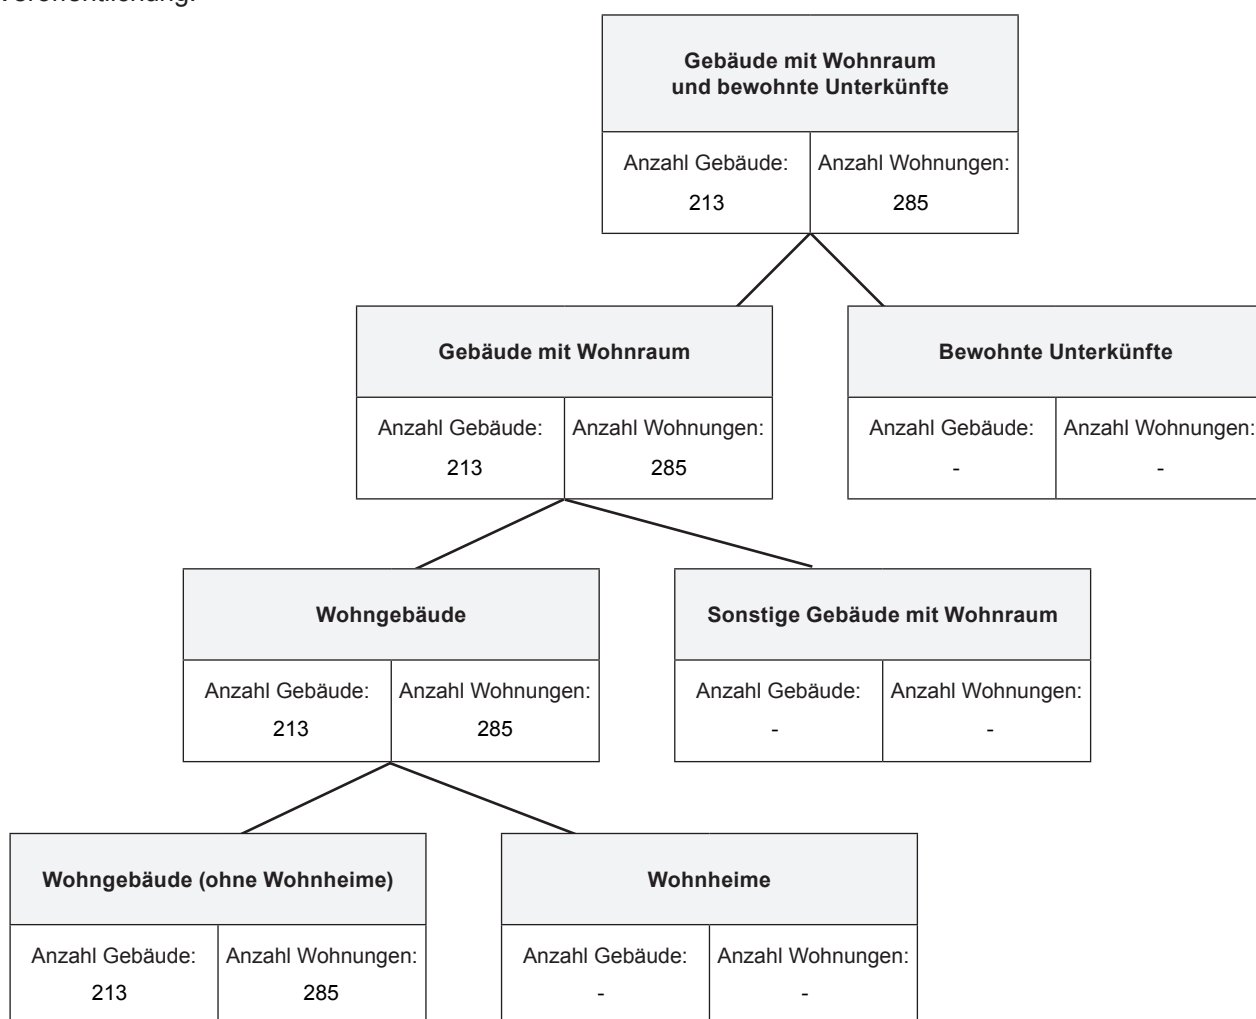 Veröffentlichung.
Gebäude mit Wohnraum
und bewohnte Unterkünfte
Anzahl Gebäude: Anzahl Wohnungen:
213 285
Gebäude mit Wohnraum Bewohnte Unterkünfte
Anzahl Gebäude: Anzahl Wohnungen: Anzahl Gebäude: Anzahl Wohnungen:
213 285 - -
Wohngebäude Sonstige Gebäude mit Wohnraum
Anzahl Gebäude: Anzahl Wohnungen: Anzahl Gebäude: Anzahl Wohnungen:
213 285 - -
Wohngebäude (ohne Wohnheime) Wohnheime
Anzahl Gebäude: Anzahl Wohnungen: Anzahl Gebäude: Anzahl Wohnungen:
213 285 - -